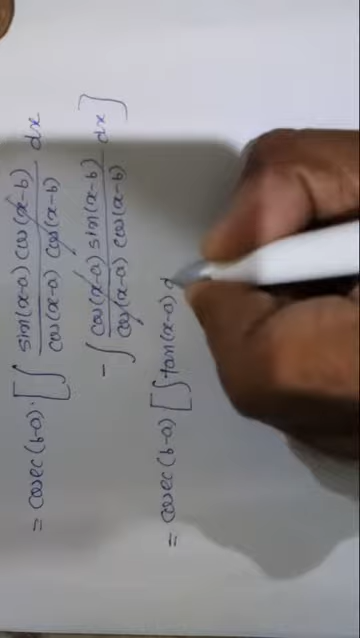 = cosec(b-a) · [ ∫ sin(x-a) cos(x-b) / cos(x-a) cos(x-b) dx
- ∫ cos(x-a) sin(x-b) / cos(x-a) cos(x-b) dx ]
= cosec(b-a) [ ∫ tan(x-a) d